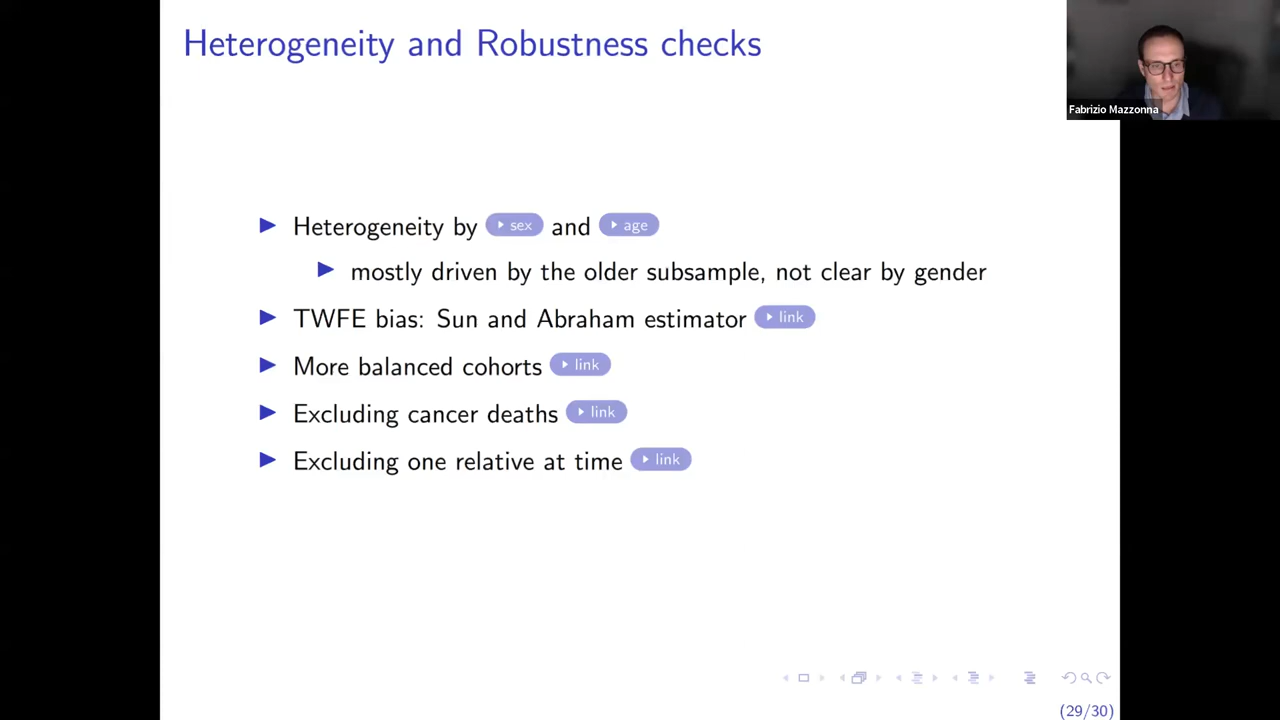 Heterogeneity and Robustness checks
Fabrizio Mazzonna
Heterogeneity by sex and age
mostly driven by the older subsample, not clear by gender
TWFE bias: Sun and Abraham estimator link
More balanced cohorts link
Excluding cancer deaths link
Excluding one relative at time link
(29/30)